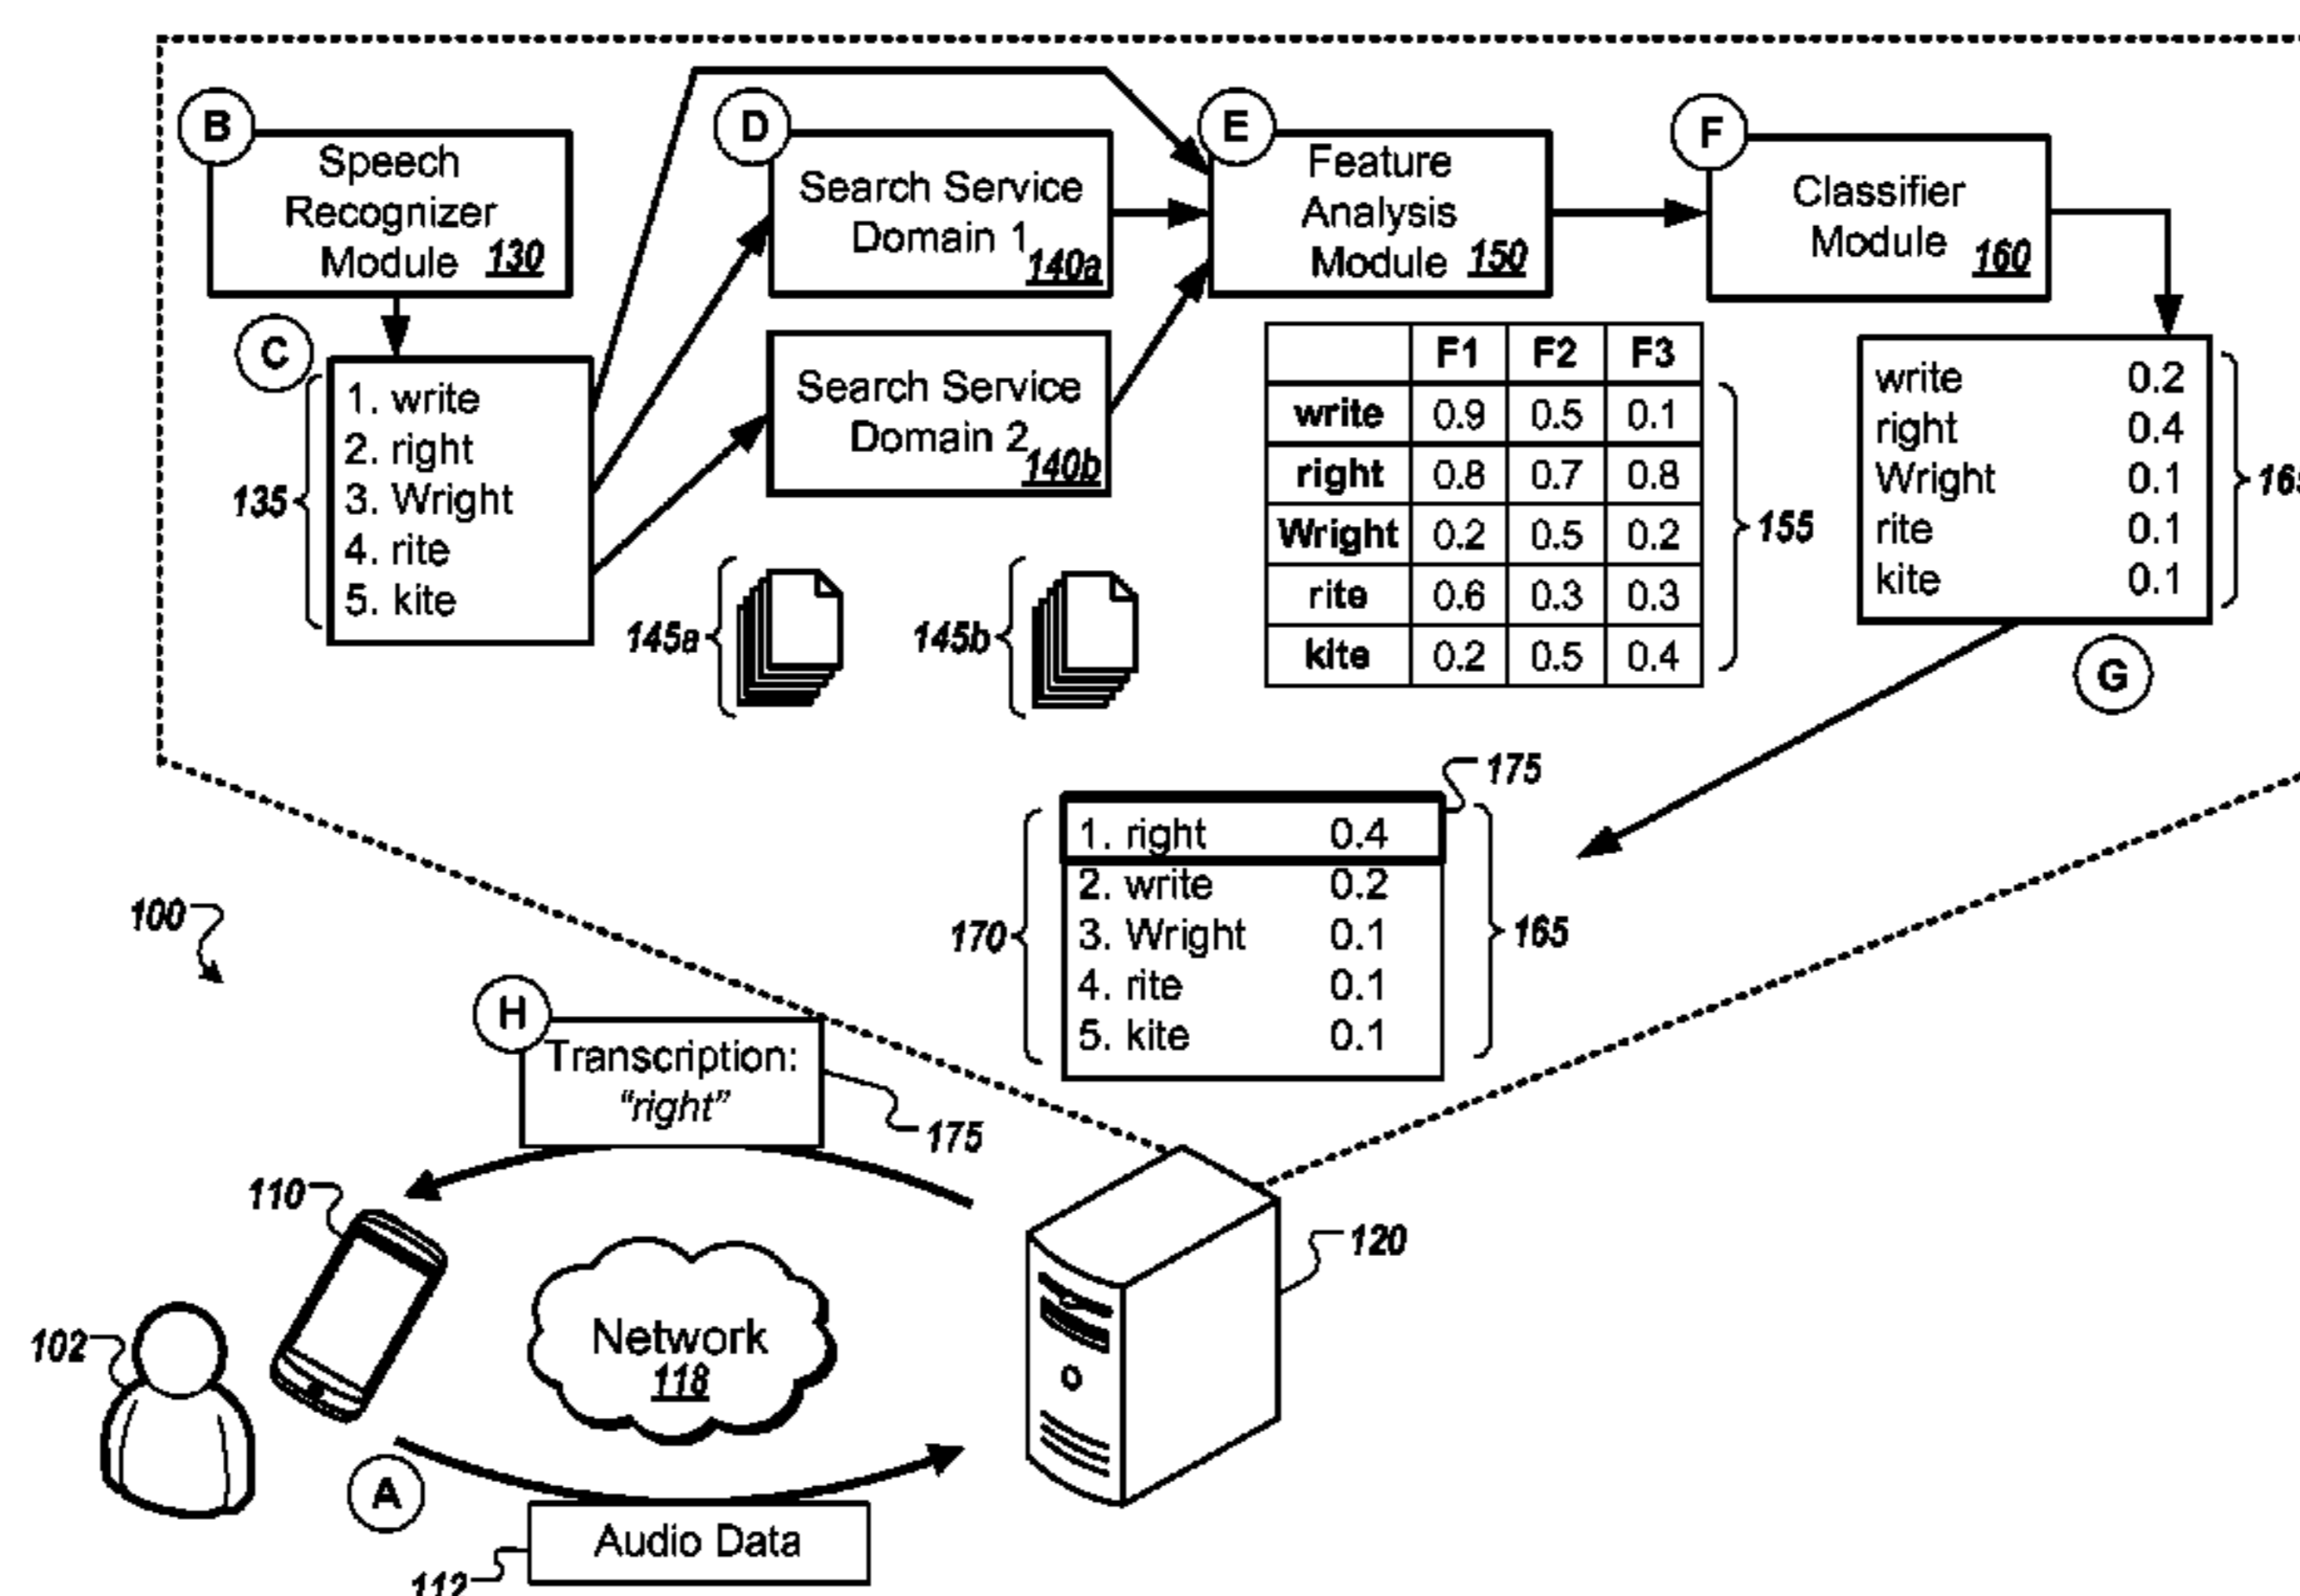 B
Speech
Recognizer
Module 130
D
Search Service
Domain 1
140a
E
Feature
Analysis
Module 150
F
Classifier
Module 160
C
1. write
2. right
3. Wright
4. rite
5. kite
135
Search Service
Domain 2
140b
145a
145b
F1 F2 F3
write 0.9 0.5 0.1
right 0.8 0.7 0.8
Wright 0.2 0.5 0.2
rite 0.6 0.3 0.3
kite 0.2 0.5 0.4
155
write 0.2
right 0.4
Wright 0.1
rite 0.1
kite 0.1
165
G
175
1. right 0.4
2. write 0.2
3. Wright 0.1
4. rite 0.1
5. kite 0.1
170
165
100
H
Transcription:
“right”
175
110
102
Network
118
120
A
Audio Data
112